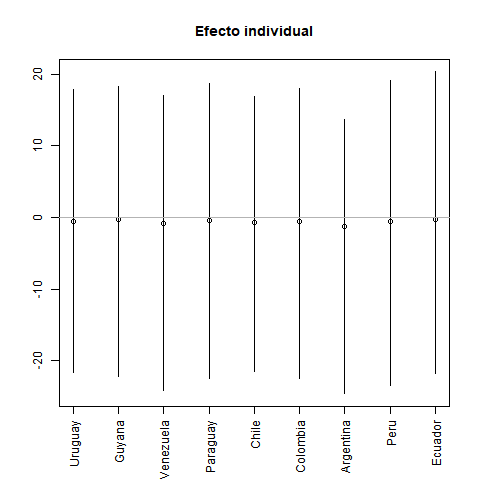 Efecto individual
20
10
0
-10
-20
Uruguay
Guyana
Venezuela
Paraguay
Chile
Colombia
Argentina
Peru
Ecuador